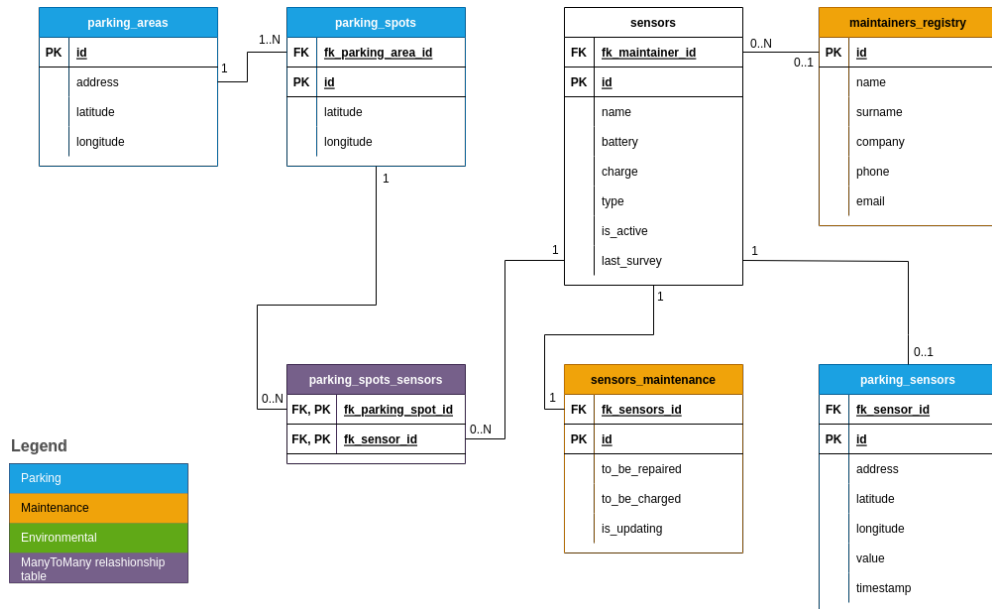 parking_areas
PK id
address
latitude
longitude
1
1..N
parking_spots
FK fk_parking_area_id
PK id
latitude
longitude
1
sensors
FK fk_maintainer_id
PK id
name
battery
charge
type
is_active
last_survey
0..N
0..1
maintainers_registry
PK id
name
surname
company
phone
email
1
1
1
0..N
parking_spots_sensors
FK, PK fk_parking_spot_id
FK, PK fk_sensor_id
0..N
1
sensors_maintenance
FK fk_sensors_id
PK id
to_be_repaired
to_be_charged
is_updating
0..1
parking_sensors
FK fk_sensor_id
PK id
address
latitude
longitude
value
timestamp
Legend
Parking
Maintenance
Environmental
ManyToMany relashionship
table